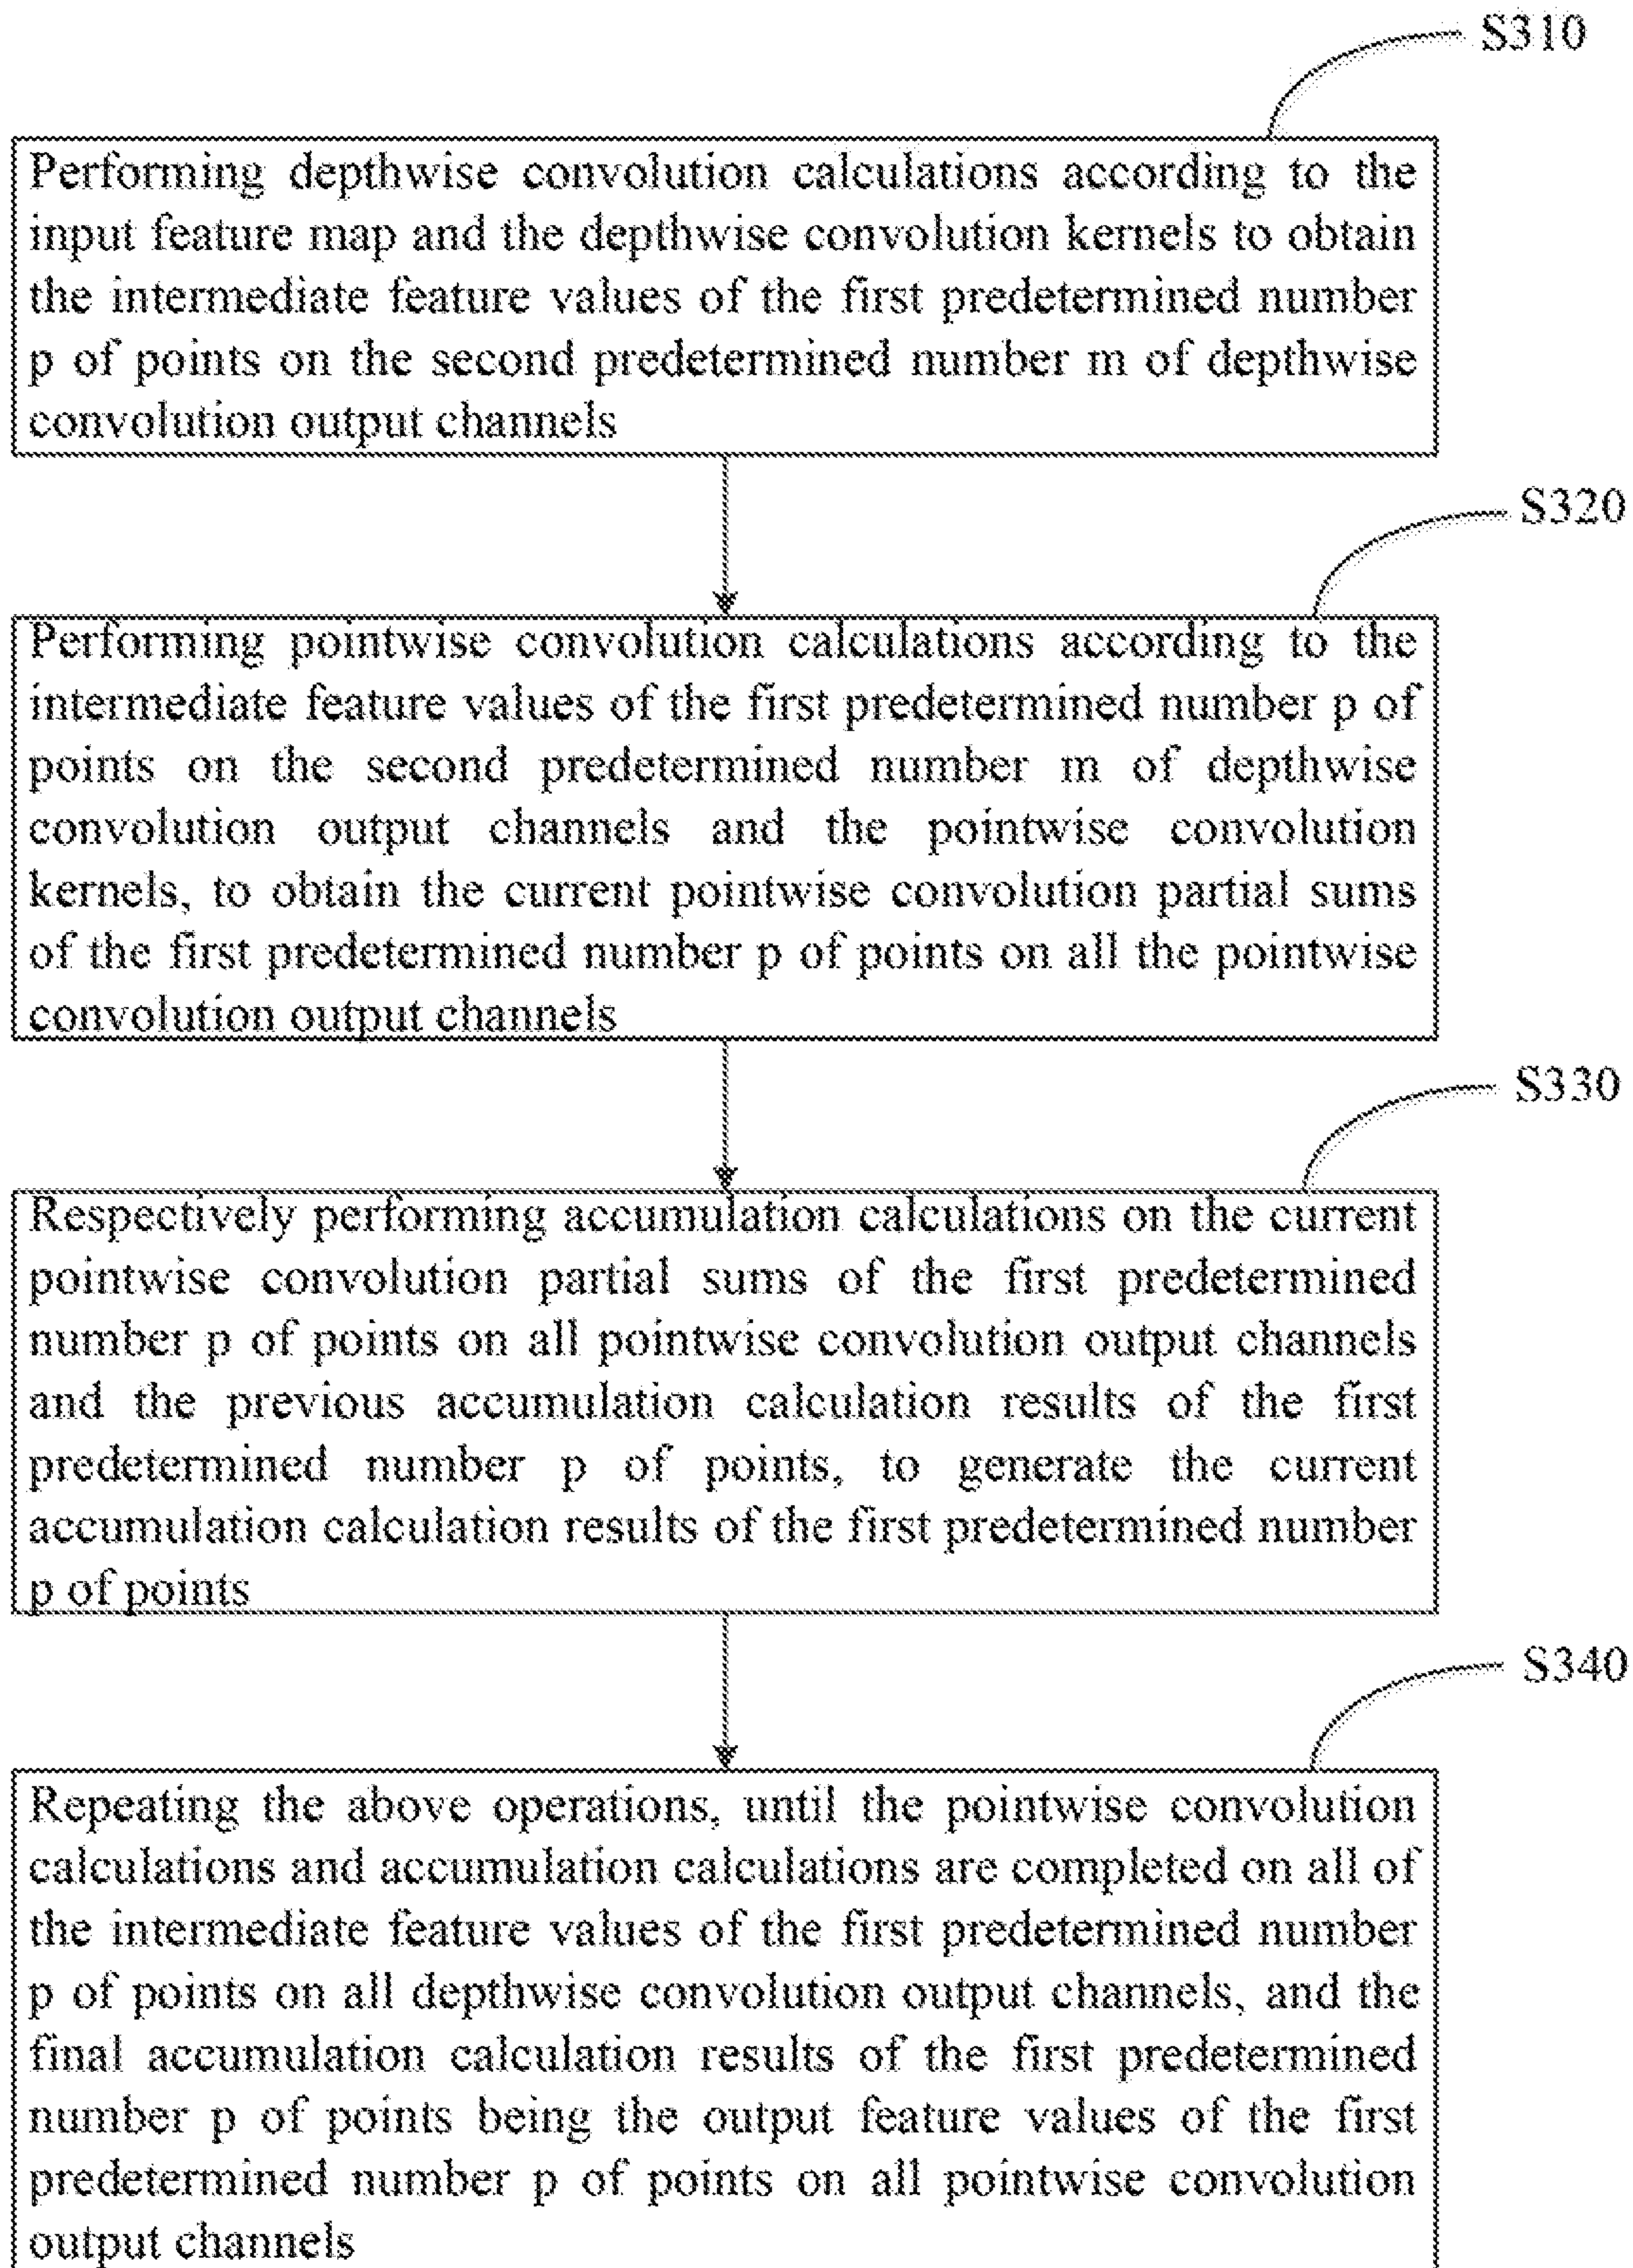 S310
Performing depthwise convolution calculations according to the
input feature map and the depthwise convolution kernels to obtain
the intermediate feature values of the first predetermined number
p of points on the second predetermined number m of depthwise
convolution output channels
S320
Performing pointwise convolution calculations according to the
intermediate feature values of the first predetermined number p of
points on the second predetermined number m of depthwise
convolution output channels and the pointwise convolution
kernels, to obtain the current pointwise convolution partial sums
of the first predetermined number p of points on all the pointwise
convolution output channels
S330
Respectively performing accumulation calculations on the current
pointwise convolution partial sums of the first predetermined
number p of points on all pointwise convolution output channels
and the previous accumulation calculation results of the first
predetermined number p of points, to generate the current
accumulation calculation results of the first predetermined number
p of points
S340
Repeating the above operations, until the pointwise convolution
calculations and accumulation calculations are completed on all of
the intermediate feature values of the first predetermined number
p of points on all depthwise convolution output channels, and the
final accumulation calculation results of the first predetermined
number p of points being the output feature values of the first
predetermined number p of points on all pointwise convolution
output channels